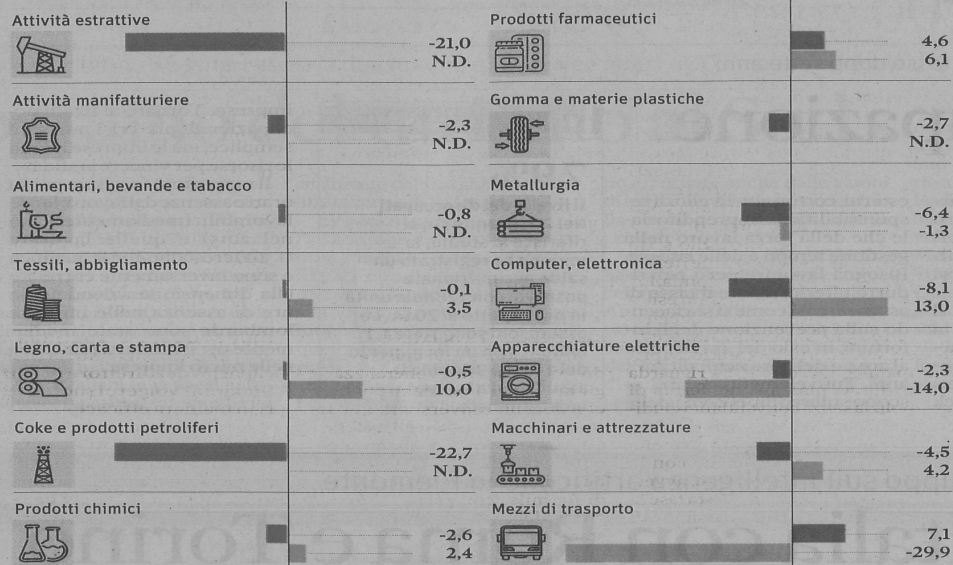 Attività estrattive
-21,0
N.D.
Attività manifatturiere
-2,3
N.D.
Alimentari, bevande e tabacco
-0,8
N.D.
Tessili, abbigliamento
-0,1
3,5
Legno, carta e stampa
-0,5
10,0
Coke e prodotti petroliferi
-22,7
N.D.
Prodotti chimici
-2,6
2,4
Prodotti farmaceutici
4,6
6,1
Gomma e materie plastiche
-2,7
N.D.
Metallurgia
-6,4
-1,3
Computer, elettronica
-8,1
13,0
Apparecchiature elettriche
-2,3
-14,0
Macchinari e attrezzature
-4,5
4,2
Mezzi di trasporto
7,1
-29,9